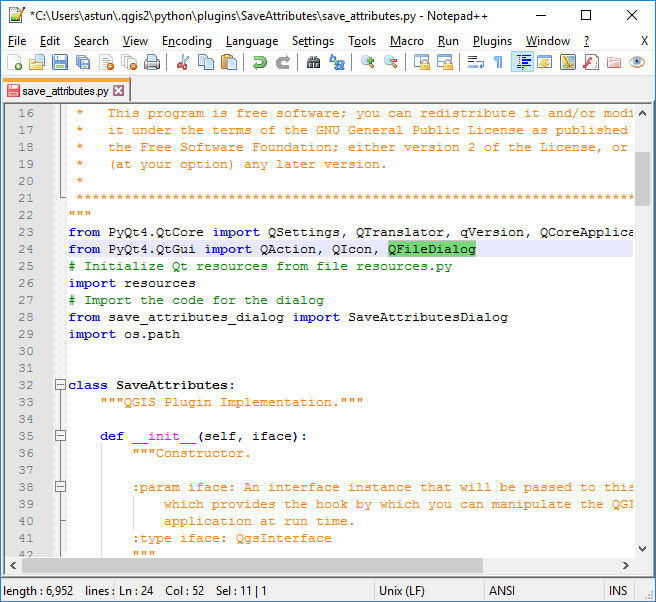 *C:\Users\astun\.qgis2\python\plugins\SaveAttributes\save_attributes.py - Notepad++
File Edit Search View Encoding Language Settings Tools Macro Run Plugins Window ? X
save_attributes.py
16 * This program is free software; you can redistribute it and/or modi
17 * it under the terms of the GNU General Public License as published
18 * the Free Software Foundation; either version 2 of the License, or
19 * (at your option) any later version.
20 *
21 ***********************************************************************
22 """
23 from PyQt4.QtCore import QSettings, QTranslator, qVersion, QCoreApplica
24 from PyQt4.QtGui import QAction, QIcon, QFileDialog
25 # Initialize Qt resources from file resources.py
26 import resources
27 # Import the code for the dialog
28 from save_attributes_dialog import SaveAttributesDialog
29 import os.path
30
31
32 class SaveAttributes:
33 """QGIS Plugin Implementation."""
34
35 def __init__(self, iface):
36 """Constructor.
37
38 :param iface: An interface instance that will be passed to this
39 which provides the hook by which you can manipulate the QGI
40 application at run time.
41 :type iface: QgsInterface
42 """
length : 6,952 lines : Ln : 24 Col : 52 Sel : 11 | 1 Unix (LF) ANSI INS